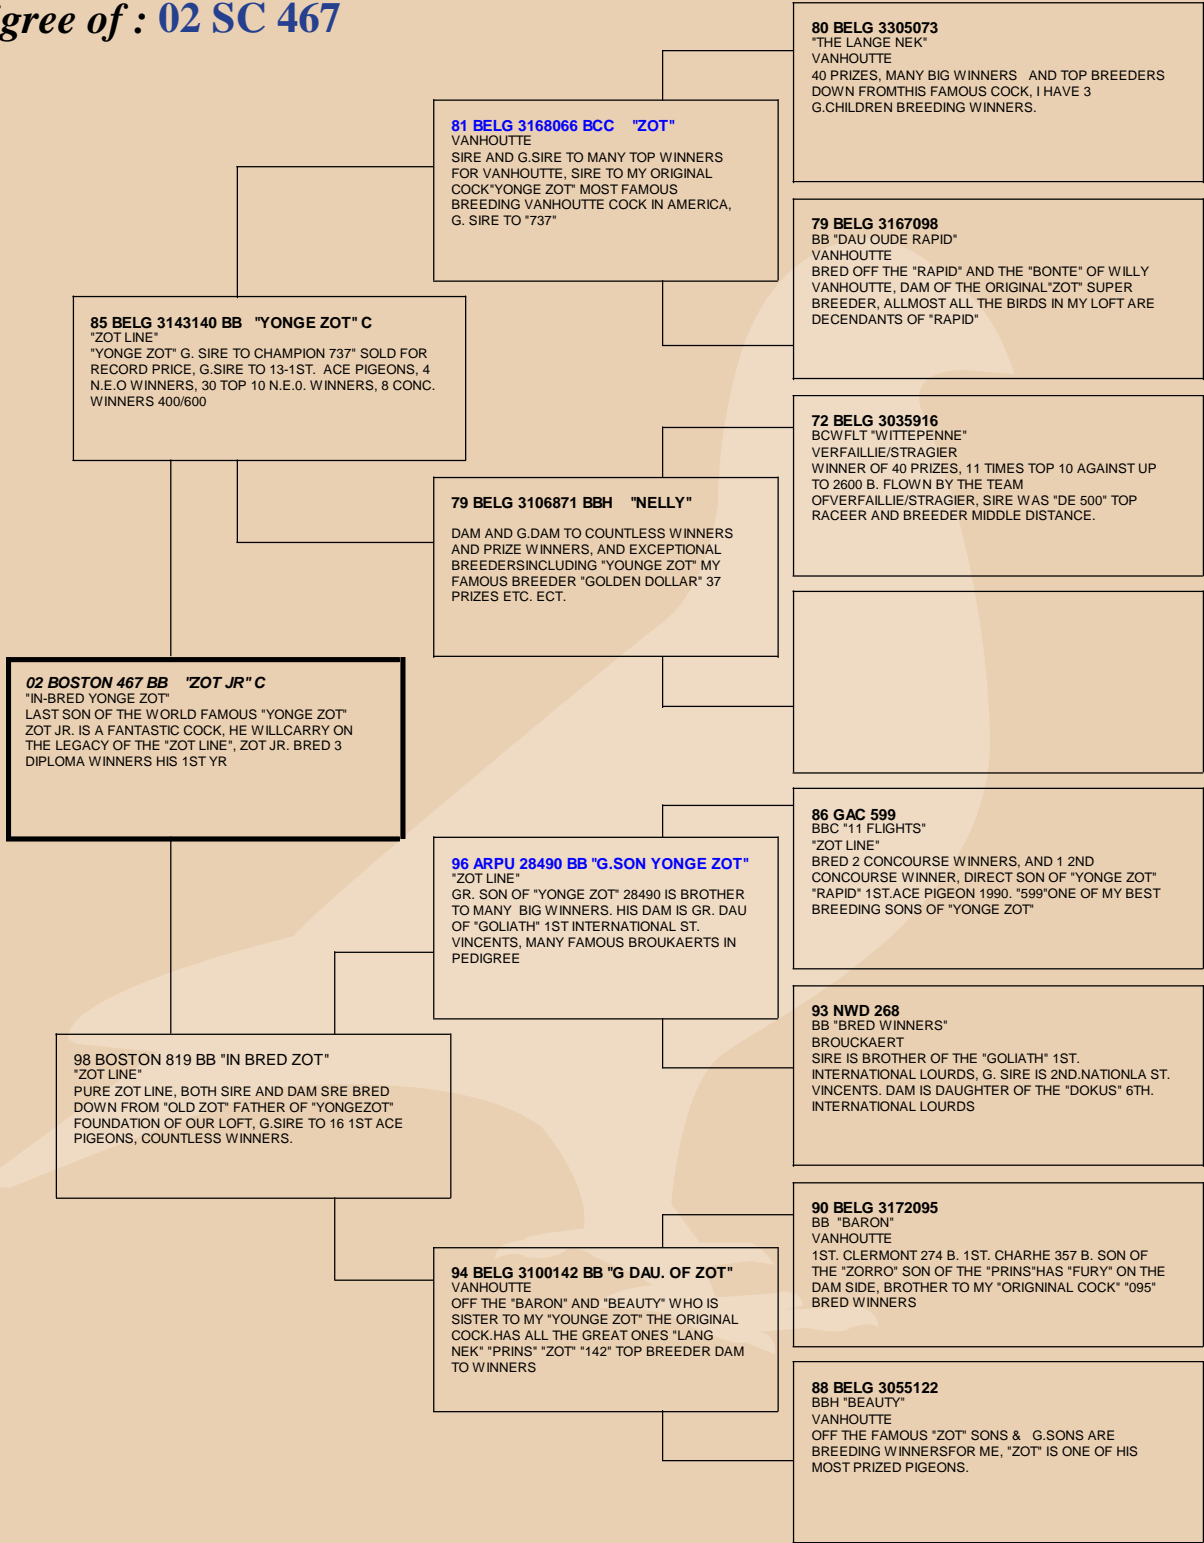 igree of : 02 SC 467
80 BELG 3305073
"THE LANGE NEK"
VANHOUTTE
40 PRIZES, MANY BIG WINNERS   AND TOP BREEDERS
DOWN FROMTHIS FAMOUS COCK, I HAVE 3
G.CHILDREN BREEDING WINNERS.
81 BELG 3168066 BCC    "ZOT"
VANHOUTTE
SIRE AND G.SIRE TO MANY TOP WINNERS
FOR VANHOUTTE, SIRE TO MY ORIGINAL
COCK"YONGE ZOT" MOST FAMOUS
BREEDING VANHOUTTE COCK IN AMERICA,
G. SIRE TO "737"
79 BELG 3167098
BB "DAU OUDE RAPID"
VANHOUTTE
BRED OFF THE "RAPID" AND THE "BONTE" OF WILLY
VANHOUTTE, DAM OF THE ORIGINAL"ZOT" SUPER
BREEDER, ALLMOST ALL THE BIRDS IN MY LOFT ARE
DECENDANTS OF "RAPID"
85 BELG 3143140 BB    "YONGE ZOT" C
"ZOT LINE"
"YONGE ZOT" G. SIRE TO CHAMPION 737" SOLD FOR
RECORD PRICE, G.SIRE TO 13-1ST.  ACE PIGEONS, 4
N.E.O WINNERS, 30 TOP 10 N.E.0. WINNERS, 8 CONC.
WINNERS 400/600
72 BELG 3035916
BCWFLT "WITTEPENNE"
VERFAILLIE/STRAGIER
WINNER OF 40 PRIZES, 11 TIMES TOP 10 AGAINST UP
TO 2600 B. FLOWN BY THE TEAM
OFVERFAILLIE/STRAGIER, SIRE WAS "DE 500" TOP
RACEER AND BREEDER MIDDLE DISTANCE.
79 BELG 3106871 BBH    "NELLY"
DAM AND G.DAM TO COUNTLESS WINNERS
AND PRIZE WINNERS, AND EXCEPTIONAL
BREEDERSINCLUDING "YOUNGE ZOT" MY
FAMOUS BREEDER "GOLDEN DOLLAR" 37
PRIZES ETC. ECT.
02 BOSTON 467 BB    "ZOT JR" C
"IN-BRED YONGE ZOT"
LAST SON OF THE WORLD FAMOUS "YONGE ZOT"
ZOT JR. IS A FANTASTIC COCK, HE WILLCARRY ON
THE LEGACY OF THE "ZOT LINE", ZOT JR. BRED 3
DIPLOMA WINNERS HIS 1ST YR
86 GAC 599
BBC "11 FLIGHTS"
"ZOT LINE"
BRED 2 CONCOURSE WINNERS, AND 1 2ND
CONCOURSE WINNER, DIRECT SON OF "YONGE ZOT"
"RAPID" 1ST.ACE PIGEON 1990. "599"ONE OF MY BEST
BREEDING SONS OF "YONGE ZOT"
96 ARPU 28490 BB "G.SON YONGE ZOT"
"ZOT LINE"
GR. SON OF "YONGE ZOT" 28490 IS BROTHER
TO MANY  BIG WINNERS. HIS DAM IS GR. DAU
OF "GOLIATH" 1ST INTERNATIONAL ST.
VINCENTS, MANY FAMOUS BROUKAERTS IN
PEDIGREE
93 NWD 268
BB "BRED WINNERS"
BROUCKAERT
SIRE IS BROTHER OF THE "GOLIATH" 1ST.
INTERNATIONAL LOURDS, G. SIRE IS 2ND.NATIONLA ST.
VINCENTS. DAM IS DAUGHTER OF THE "DOKUS" 6TH.
INTERNATIONAL LOURDS
98 BOSTON 819 BB "IN BRED ZOT"
"ZOT LINE"
PURE ZOT LINE, BOTH SIRE AND DAM SRE BRED
DOWN FROM "OLD ZOT" FATHER OF "YONGEZOT"
FOUNDATION OF OUR LOFT, G.SIRE TO 16 1ST ACE
PIGEONS, COUNTLESS WINNERS.
90 BELG 3172095
BB  "BARON"
VANHOUTTE
1ST. CLERMONT 274 B. 1ST. CHARHE 357 B. SON OF
THE "ZORRO" SON OF THE "PRINS"HAS "FURY" ON THE
DAM SIDE, BROTHER TO MY "ORIGNINAL COCK" "095"
BRED WINNERS
94 BELG 3100142 BB "G DAU. OF ZOT"
VANHOUTTE
OFF THE "BARON" AND "BEAUTY" WHO IS
SISTER TO MY "YOUNGE ZOT" THE ORIGINAL
COCK.HAS ALL THE GREAT ONES "LANG
NEK" "PRINS" "ZOT" "142" TOP BREEDER DAM
TO WINNERS
88 BELG 3055122
BBH "BEAUTY"
VANHOUTTE
OFF THE FAMOUS "ZOT" SONS &   G.SONS ARE
BREEDING WINNERSFOR ME, "ZOT" IS ONE OF HIS
MOST PRIZED PIGEONS.